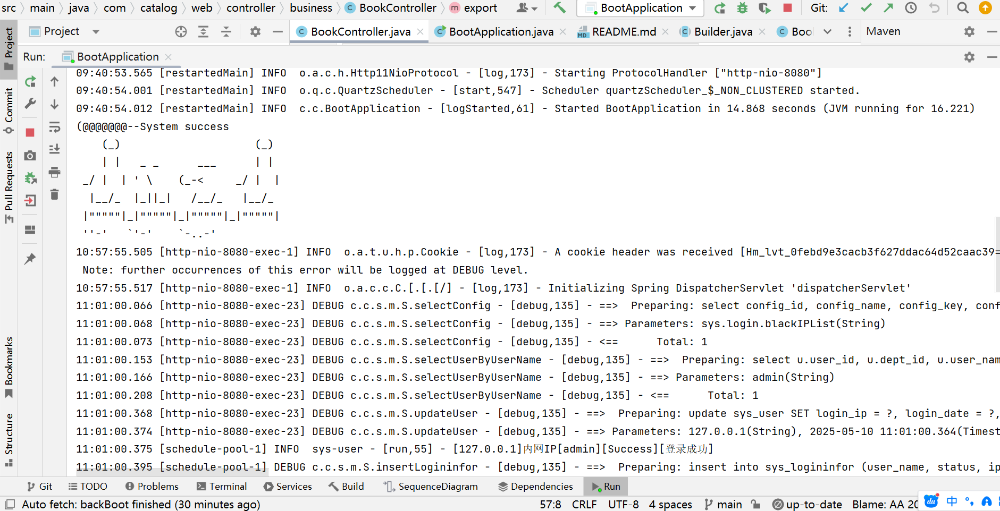 src main java com catalog web controller business BookController export BootApplication Git:
Project BookController.java BootApplication.java README.md Builder.java Boo Maven
Run: BootApplication
Project
Commit
Pull Requests
Bookmarks
Structure
09:40:53.565 [restartedMain] INFO  o.a.c.h.Http11NioProtocol - [log,173] - Starting ProtocolHandler ["http-nio-8080"]
09:40:54.001 [restartedMain] INFO  o.q.c.QuartzScheduler - [start,547] - Scheduler quartzScheduler_$_NON_CLUSTERED started.
09:40:54.012 [restartedMain] INFO  c.c.BootApplication - [logStarted,61] - Started BootApplication in 14.868 seconds (JVM running for 16.221)
(@@@@@@@--System success
    (_)                     (_)
    | |   _ _      ___      | |
 _/ |  | ' \    (_-<     _/ |  |
  |__/_  |_||_|   /__/_   |__/_
 |"""""|_|"""""|_|"""""|_|"""""|
 ''-'   `'-'    `-..-'
10:57:55.505 [http-nio-8080-exec-1] INFO  o.a.t.u.h.p.Cookie - [log,173] - A cookie header was received [Hm_lvt_0febd9e3cacb3f627ddac64d52caac39=
 Note: further occurrences of this error will be logged at DEBUG level.
10:57:55.517 [http-nio-8080-exec-1] INFO  o.a.c.c.C.[.[.[/] - [log,173] - Initializing Spring DispatcherServlet 'dispatcherServlet'
11:01:00.066 [http-nio-8080-exec-23] DEBUG c.c.s.m.S.selectConfig - [debug,135] - ==>  Preparing: select config_id, config_name, config_key, conf
11:01:00.068 [http-nio-8080-exec-23] DEBUG c.c.s.m.S.selectConfig - [debug,135] - ==> Parameters: sys.login.blackIPList(String)
11:01:00.073 [http-nio-8080-exec-23] DEBUG c.c.s.m.S.selectConfig - [debug,135] - <==      Total: 1
11:01:00.153 [http-nio-8080-exec-23] DEBUG c.c.s.m.S.selectUserByUserName - [debug,135] - ==>  Preparing: select u.user_id, u.dept_id, u.user_nam
11:01:00.166 [http-nio-8080-exec-23] DEBUG c.c.s.m.S.selectUserByUserName - [debug,135] - ==> Parameters: admin(String)
11:01:00.208 [http-nio-8080-exec-23] DEBUG c.c.s.m.S.selectUserByUserName - [debug,135] - <==      Total: 1
11:01:00.368 [http-nio-8080-exec-23] DEBUG c.c.s.m.S.updateUser - [debug,135] - ==>  Preparing: update sys_user SET login_ip = ?, login_date = ?,
11:01:00.374 [http-nio-8080-exec-23] DEBUG c.c.s.m.S.updateUser - [debug,135] - ==> Parameters: 127.0.0.1(String), 2025-05-10 11:01:00.364(Timest
11:01:00.375 [schedule-pool-1] INFO  sys-user - [run,55] - [127.0.0.1]内网IP[admin][Success][登录成功]
11:01:00.395 [schedule-pool-1] DEBUG c.c.s.m.S.insertLogininfor - [debug,135] - ==>  Preparing: insert into sys_logininfor (user_name, status, ip
Git TODO Problems Terminal Services Build SequenceDiagram Dependencies Run
Auto fetch: backBoot finished (30 minutes ago) 57:8 CRLF UTF-8 4 spaces main up-to-date Blame: AA 20 du 中